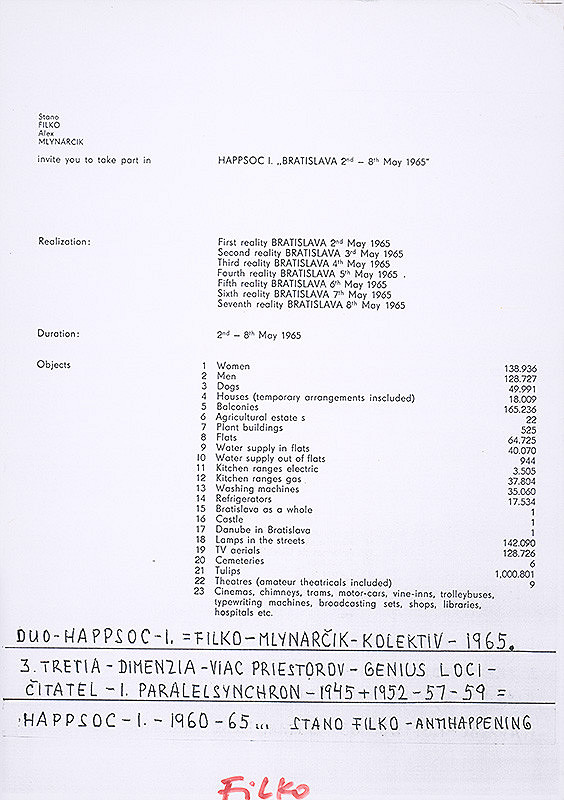 Stano
FILKO
Alex
MLYNARCIK
invite you to take part in HAPPSOC I. „BRATISLAVA 2nd – 8th May 1965"
Realization: First reality BRATISLAVA 2nd May 1965
Second reality BRATISLAVA 3rd May 1965
Third reality BRATISLAVA 4th May 1965
Fourth reality BRATISLAVA 5th May 1965 .
Fifth reality BRATISLAVA 6th May 1965
Sixth reality BRATISLAVA 7th May 1965
Seventh reality BRATISLAVA 8th May 1965
Duration: 2nd – 8th May 1965
Objects 1 Women 138.936
2 Men 128.727
3 Dogs 49.991
4 Houses (temporary arrangements inscluded) 18.009
5 Balconies 165.236
6 Agricultural estate s 22
7 Plant buildings 525
8 Flats 64.725
9 Water supply in flats 40.070
10 Water supply out of flats 944
11 Kitchen ranges electric 3.505
12 Kitchen ranges gas 37.804
13 Washing machines 35.060
14 Refrigerators 17.534
15 Bratislava as a whole 1
16 Castle 1
17 Danube in Bratislava 1
18 Lamps in the streets 142.090
19 TV aerials 128.726
20 Cemeteries 6
21 Tulips 1,000.801
22 Theatres (amateur theatricals included) 9
23 Cinemas, chimneys, trams, motor-cars, vine-inns, trolleybuses,
typewriting machines, broadcasting sets, shops, libraries,
hospitals etc.
DUO-HAPPSOC-I. = FILKO-MLYNARČIK-KOLEKTIV-1965.
3. TRETIA-DIMENZIA-VIAC PRIESTOROV-GENIUS LOCI-
ČITATEL-I. PARALELSYNCHRON-1945+1952-57-59 =
HAPPSOC-I.-1960-65... STANO FILKO-ANTIHAPPENING
FiLKO